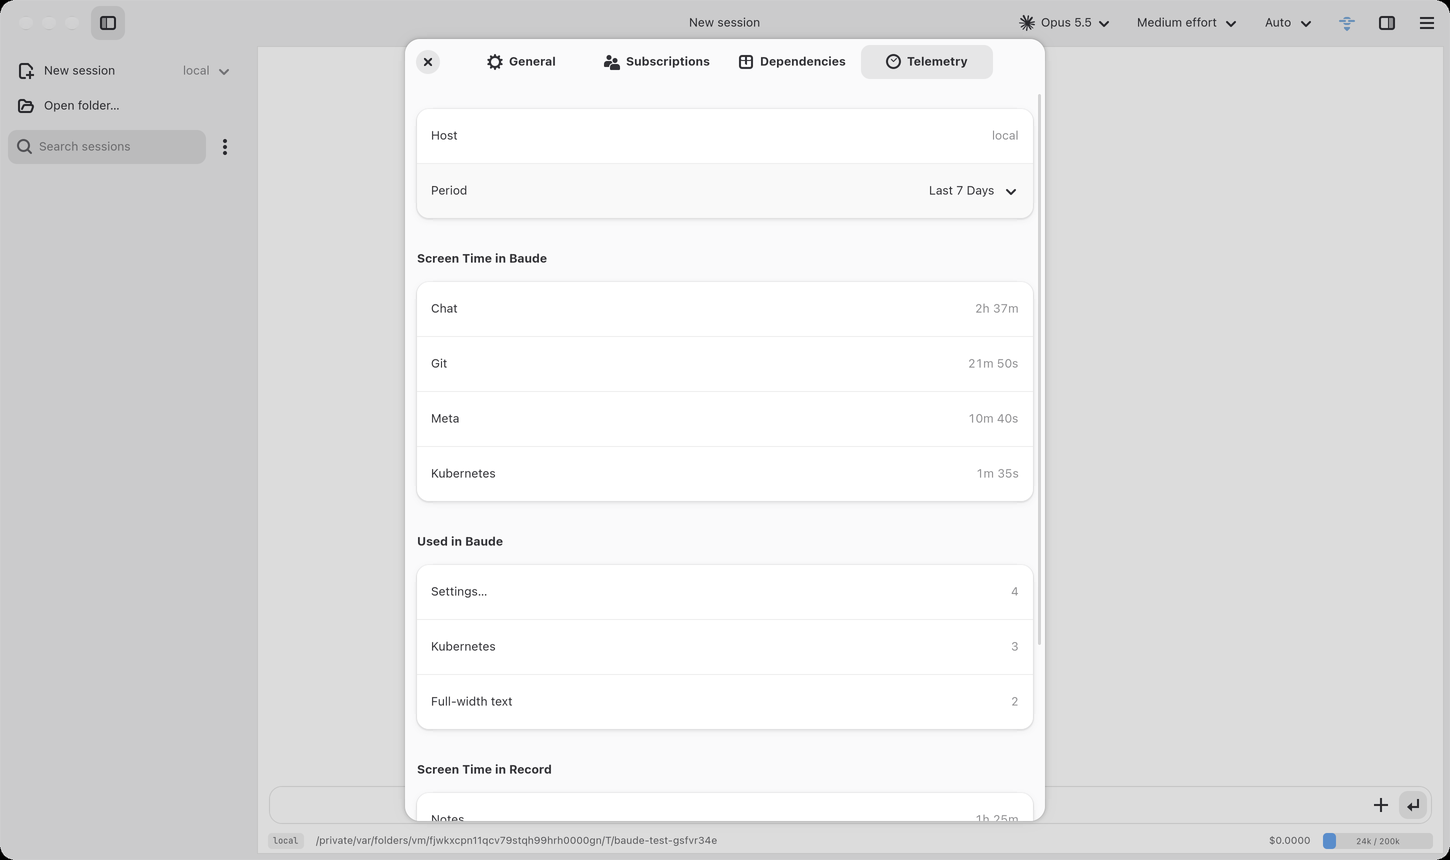 New session
Opus 5.5
Medium effort
Auto
New session
local
Open folder...
Search sessions
General
Subscriptions
Dependencies
Telemetry
Host
local
Period
Last 7 Days
Screen Time in Baude
Chat
2h 37m
Git
21m 50s
Meta
10m 40s
Kubernetes
1m 35s
Used in Baude
Settings...
4
Kubernetes
3
Full-width text
2
Screen Time in Record
Notes
1h 25m
local
/private/var/folders/vm/fjwkxcpn11qcv79stqh99hrh0000gn/T/baude-test-gsfvr34e
$0.0000
24k / 200k